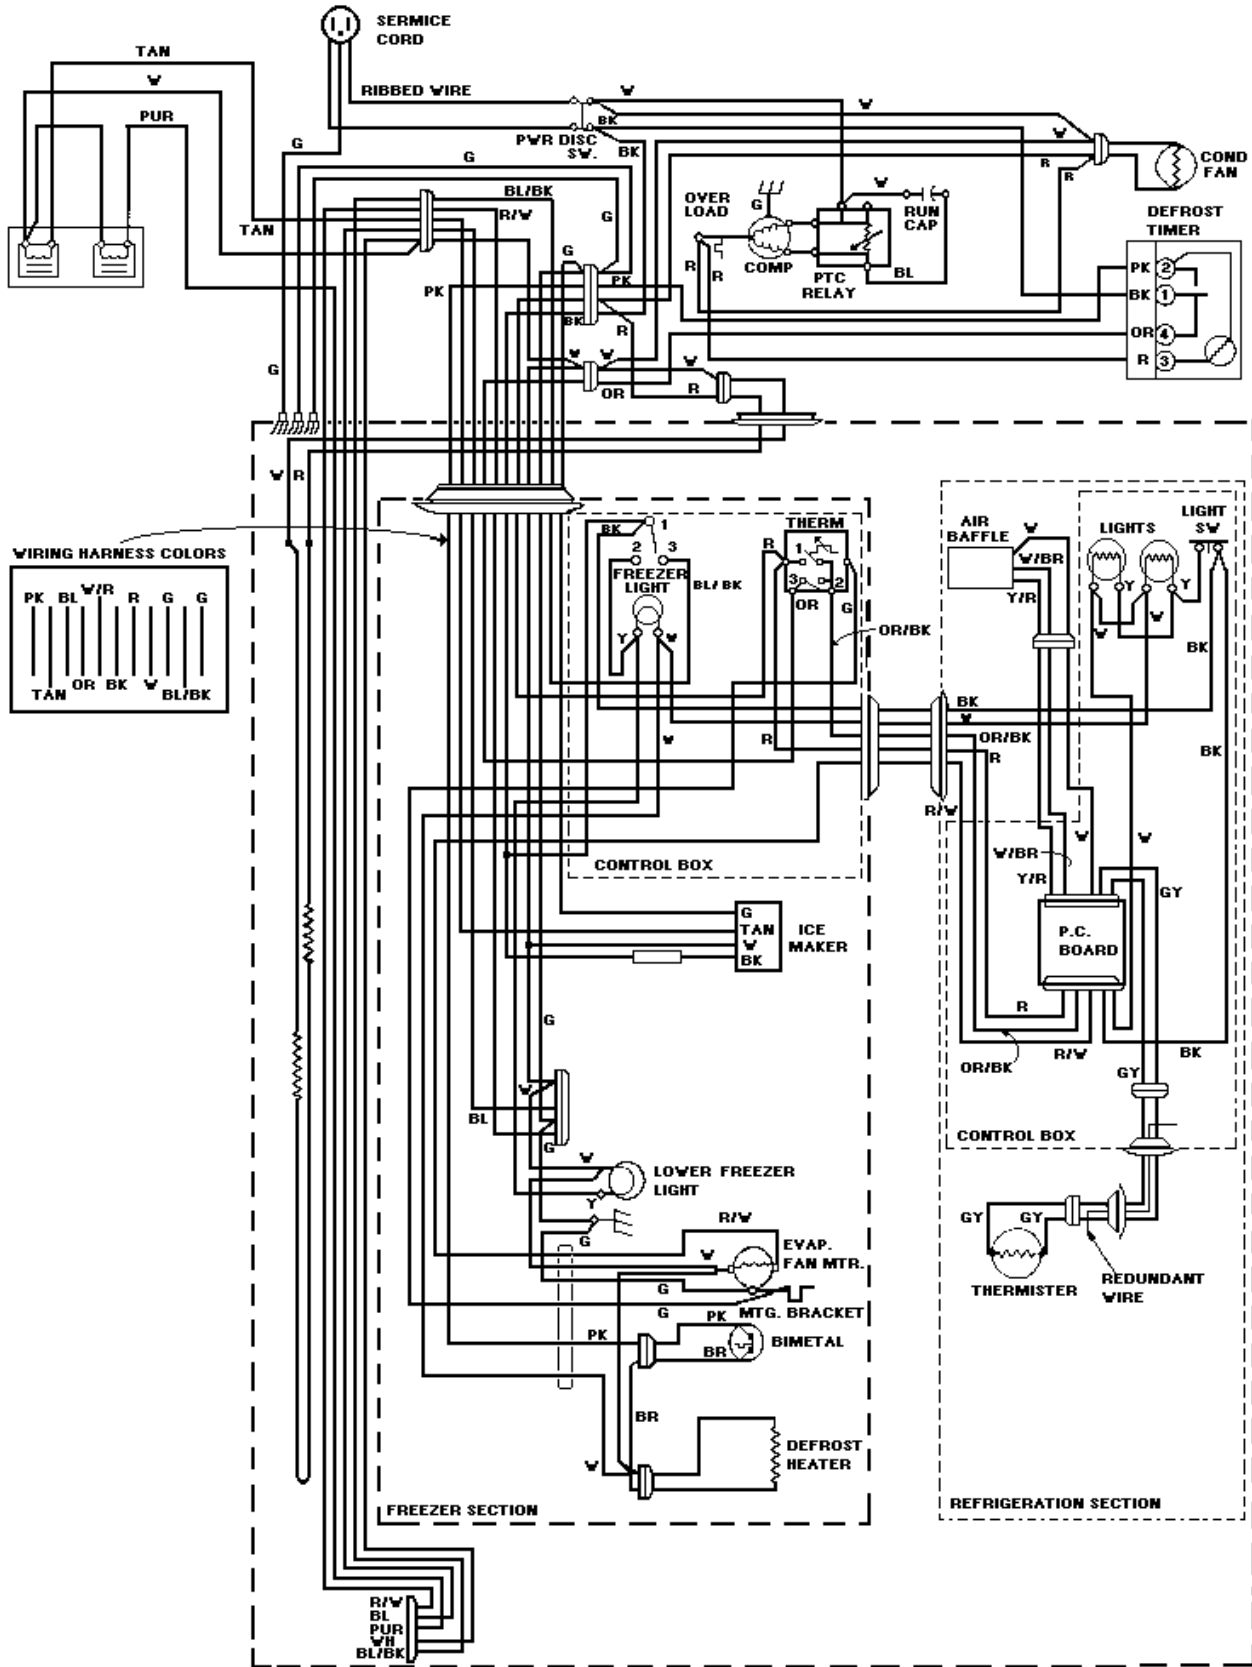 SERMICE
CORD
TAN
W
PUR
RIBBED WIRE
W
W
BK
PWR DISC
SW.
BK
W
R
R
COND
FAN
G
G
BL/BK
R/W
G
TAN
OVER
LOAD
G
W
RUN
CAP
DEFROST
TIMER
R
R
COMP
PTC
RELAY
BL
PK 2
BK 1
OR 4
R 3
G
PK
PK
BK
R
W
W
W
OR
R
G
W
R
WIRING HARNESS COLORS
PK
BL
W/R
R
G
G
TAN
OR
BK
W
BL/BK
BK
1
2
3
FREEZER
LIGHT
BL/BK
Y
W
THERM
R
1
3
2
OR
G
OR/BK
W
R
CONTROL BOX
AIR
BAFFLE
W
W/BR
Y/R
LIGHTS
LIGHT
SW
Y
Y
W
W
BK
BK
W
OR/BK
R
BK
R/W
W
W
W/BR
Y/R
GY
P.C.
BOARD
R
OR/BK
R/W
BK
GY
CONTROL BOX
G
TAN
W
BK
ICE
MAKER
G
W
BL
G
W
LOWER FREEZER
LIGHT
Y
G
R/W
W
EVAP.
FAN MTR.
G
G
MTG. BRACKET
PK
PK
BR
BIMETAL
BR
W
DEFROST
HEATER
FREEZER SECTION
GY
GY
THERMISTER
REDUNDANT
WIRE
REFRIGERATION SECTION
R/W
BL
PUR
WH
BL/BK